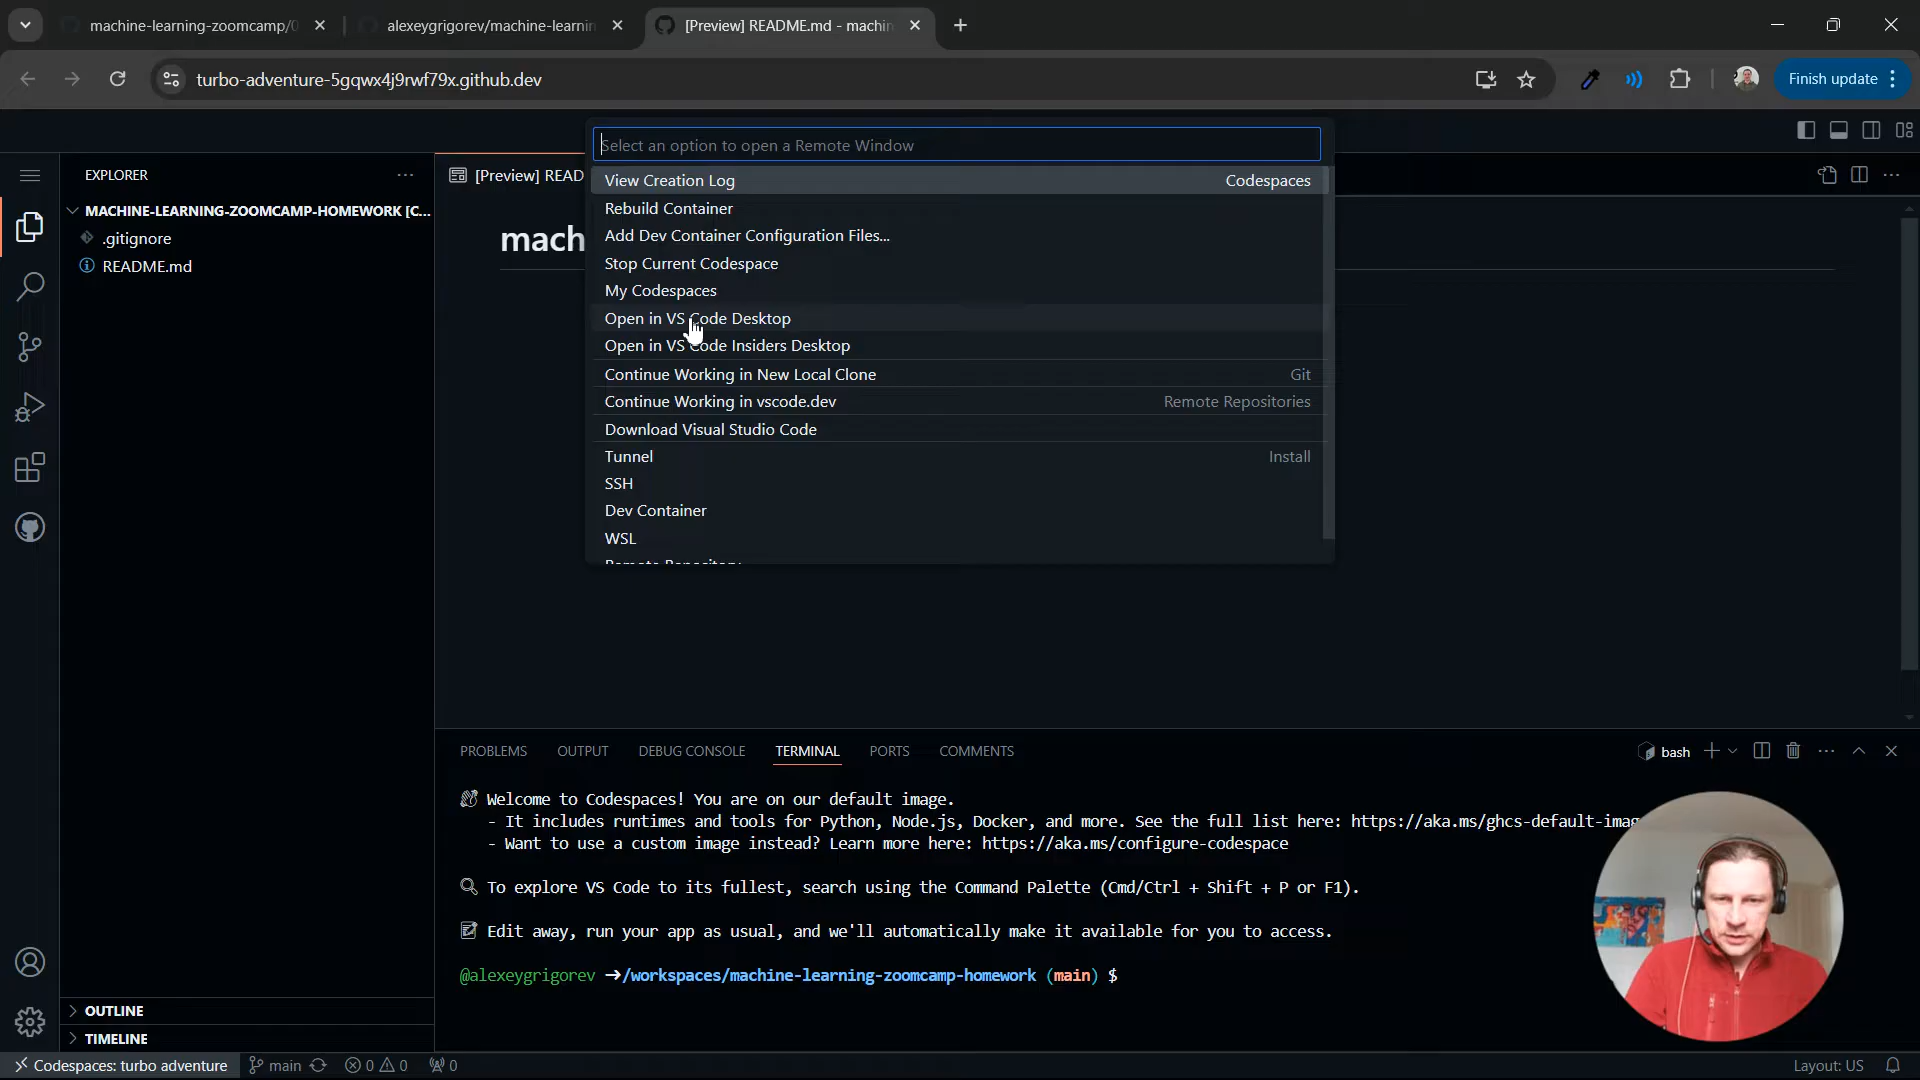 machine-learning-zoomcamp/0
alexeygrigorev/machine-learnin
[Preview] README.md - machin
turbo-adventure-5gqwx4j9rwf79x.github.dev
Finish update
Select an option to open a Remote Window
View Creation Log
Codespaces
Rebuild Container
Add Dev Container Configuration Files...
Stop Current Codespace
My Codespaces
Open in VS Code Desktop
Open in VS Code Insiders Desktop
Continue Working in New Local Clone
Git
Continue Working in vscode.dev
Remote Repositories
Download Visual Studio Code
Tunnel
Install
SSH
Dev Container
WSL
Remote Repository
EXPLORER
MACHINE-LEARNING-ZOOMCAMP-HOMEWORK [C...
.gitignore
README.md
[Preview] READ
mach
PROBLEMS
OUTPUT
DEBUG CONSOLE
TERMINAL
PORTS
COMMENTS
bash
Welcome to Codespaces! You are on our default image.
- It includes runtimes and tools for Python, Node.js, Docker, and more. See the full list here: https://aka.ms/ghcs-default-imag
- Want to use a custom image instead? Learn more here: https://aka.ms/configure-codespace
To explore VS Code to its fullest, search using the Command Palette (Cmd/Ctrl + Shift + P or F1).
Edit away, run your app as usual, and we'll automatically make it available for you to access.
@alexeygrigorev →/workspaces/machine-learning-zoomcamp-homework (main) $
OUTLINE
TIMELINE
Codespaces: turbo adventure
main
0
0
0
Layout: US